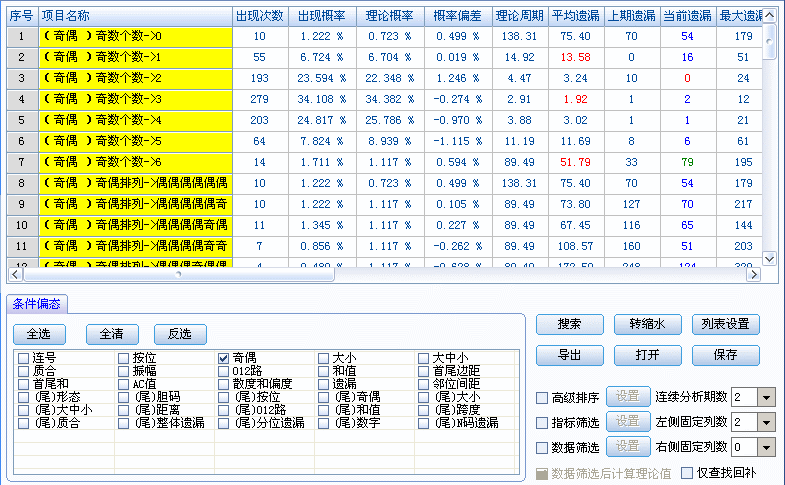 序号 项目名称 出现次数 出现概率 理论概率 概率偏差 理论周期 平均遗漏 上期遗漏 当前遗漏 最大遗漏
1 (奇偶 )奇数个数->0 10 1.222 % 0.723 % 0.499 % 138.31 75.40 70 54 179
2 (奇偶 )奇数个数->1 55 6.724 % 6.704 % 0.019 % 14.92 13.58 0 16 51
3 (奇偶 )奇数个数->2 193 23.594 % 22.348 % 1.246 % 4.47 3.24 10 0 24
4 (奇偶 )奇数个数->3 279 34.108 % 34.382 % -0.274 % 2.91 1.92 1 2 12
5 (奇偶 )奇数个数->4 203 24.817 % 25.786 % -0.970 % 3.88 3.02 1 1 21
6 (奇偶 )奇数个数->5 64 7.824 % 8.939 % -1.115 % 11.19 11.69 8 6 61
7 (奇偶 )奇数个数->6 14 1.711 % 1.117 % 0.594 % 89.49 51.79 33 79 195
8 (奇偶 )奇偶排列->偶偶偶偶偶偶 10 1.222 % 0.723 % 0.499 % 138.31 75.40 70 54 179
9 (奇偶 )奇偶排列->偶偶偶偶偶奇 10 1.222 % 1.117 % 0.105 % 89.49 73.80 127 70 217
10 (奇偶 )奇偶排列->偶偶偶偶奇偶 11 1.345 % 1.117 % 0.227 % 89.49 67.45 116 65 144
11 (奇偶 )奇偶排列->偶偶偶偶奇奇 7 0.856 % 1.117 % -0.262 % 89.49 108.57 160 51 203
条件偏态
全选 全清 反选
连号 按位 奇偶 大小 大中小
质合 振幅 012路 和值 首尾边距
首尾和 AC值 散度和偏度 遗漏 邻位间距
(尾)形态 (尾)胆码 (尾)按位 (尾)奇偶 (尾)大小
(尾)大中小 (尾)距离 (尾)012路 (尾)和值 (尾)跨度
(尾)质合 (尾)整体遗漏 (尾)分位遗漏 (尾)数字 (尾)N码遗漏
搜索 转缩水 列表设置
导出 打开 保存
高级排序 设置 连续分析期数 2
指标筛选 设置 左侧固定列数 2
数据筛选 设置 右侧固定列数 0
数据筛选后计算理论值 仅查找回补